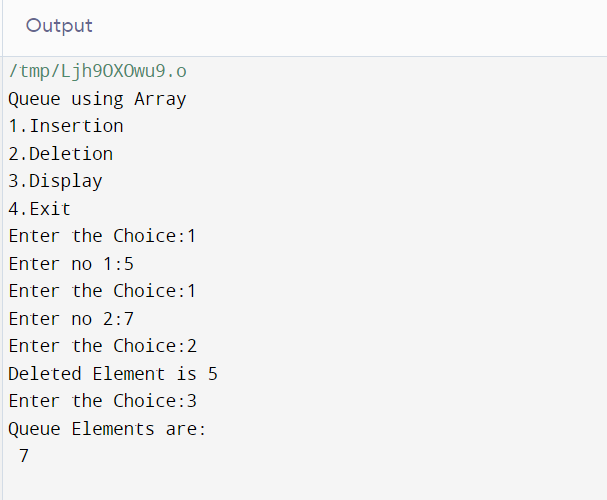 Output
/tmp/Ljh9OXOwu9.o
Queue using Array
1.Insertion
2.Deletion
3.Display
4.Exit
Enter the Choice:1
Enter no 1:5
Enter the Choice:1
Enter no 2:7
Enter the Choice:2
Deleted Element is 5
Enter the Choice:3
Queue Elements are:
7